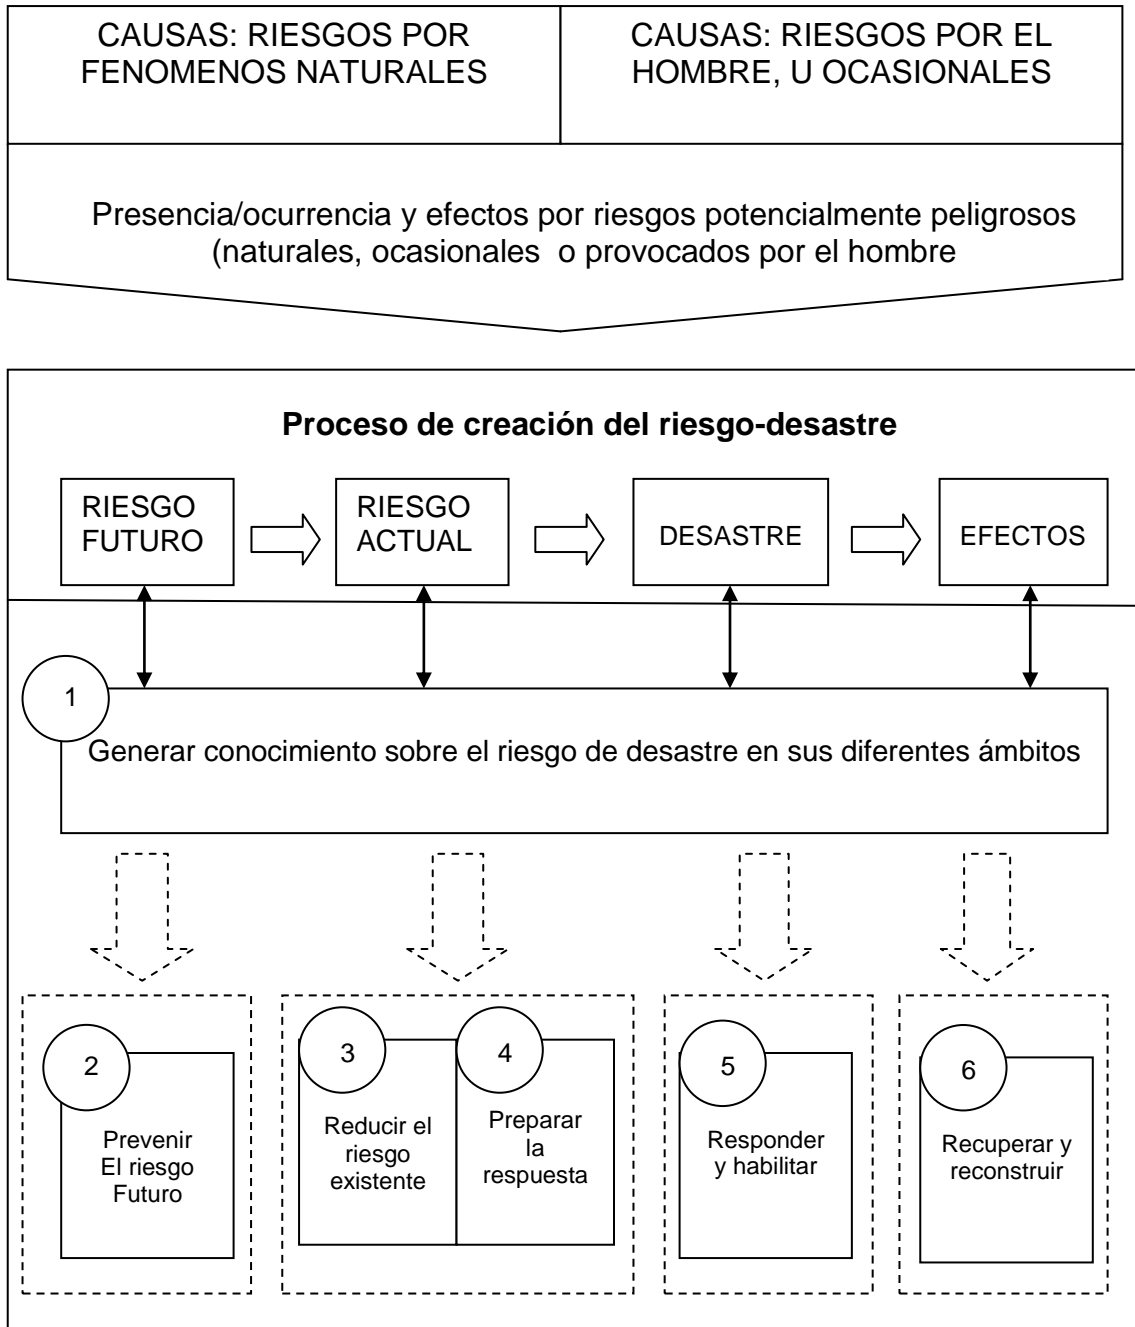 CAUSAS: RIESGOS POR
FENOMENOS NATURALES
CAUSAS: RIESGOS POR EL
HOMBRE, U OCASIONALES
Presencia/ocurrencia y efectos por riesgos potencialmente peligrosos
(naturales, ocasionales o provocados por el hombre
Proceso de creación del riesgo-desastre
RIESGO
FUTURO
RIESGO
ACTUAL
DESASTRE
EFECTOS
1
Generar conocimiento sobre el riesgo de desastre en sus diferentes ámbitos
2
Prevenir
El riesgo
Futuro
3
Reducir el
riesgo
existente
4
Preparar
la
respuesta
5
Responder
y habilitar
6
Recuperar y
reconstruir